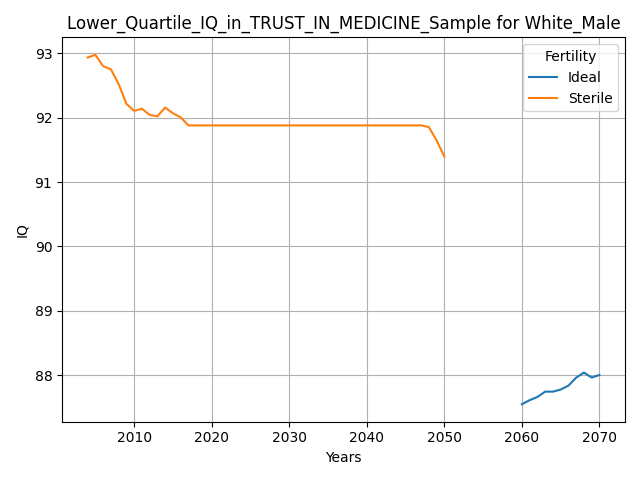 Lower_Quartile_IQ_in_TRUST_IN_MEDICINE_Sample for White_Male
Fertility
Ideal
Sterile
93
92
91
90
89
88
IQ
2010 2020 2030 2040 2050 2060 2070
Years